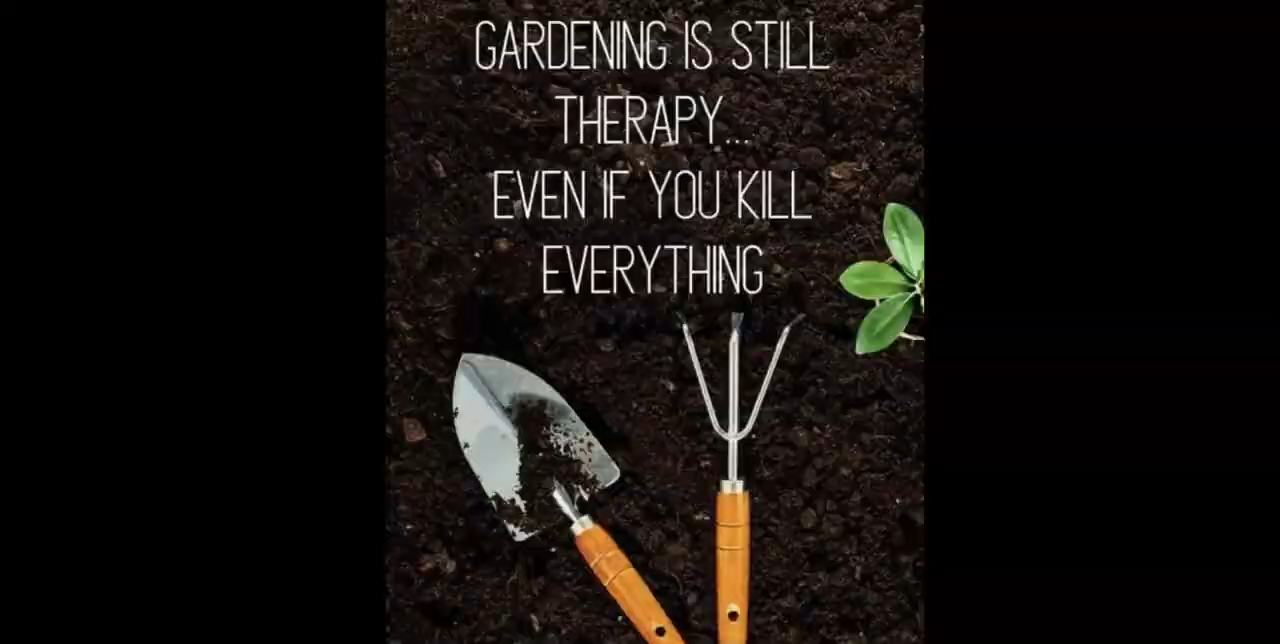 GARDENING IS STILL
THERAPY...
EVEN IF YOU KILL
EVERYTHING